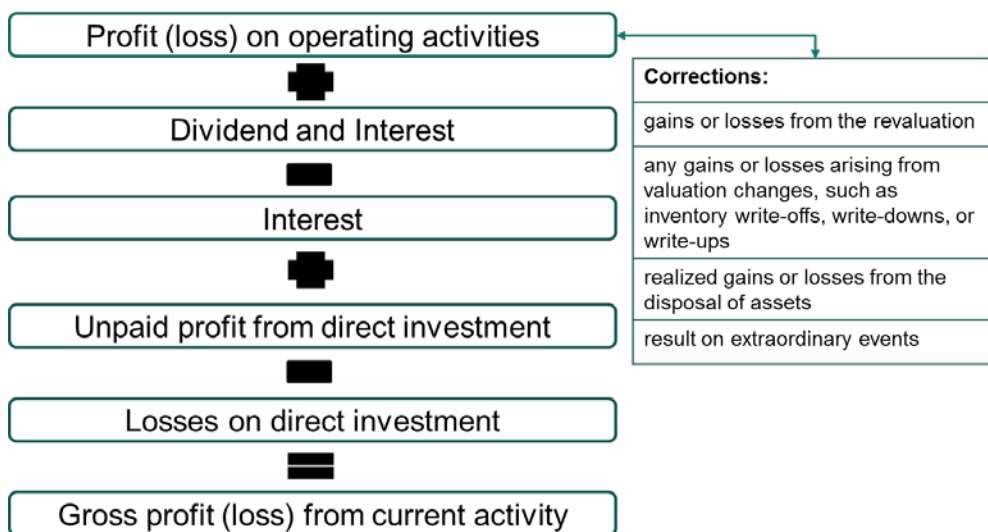 Profit (loss) on operating activities
Dividend and Interest
Interest
Unpaid profit from direct investment
Losses on direct investment
Gross profit (loss) from current activity
Corrections:
gains or losses from the revaluation
any gains or losses arising from
valuation changes, such as
inventory write-offs, write-downs, or
write-ups
realized gains or losses from the
disposal of assets
result on extraordinary events